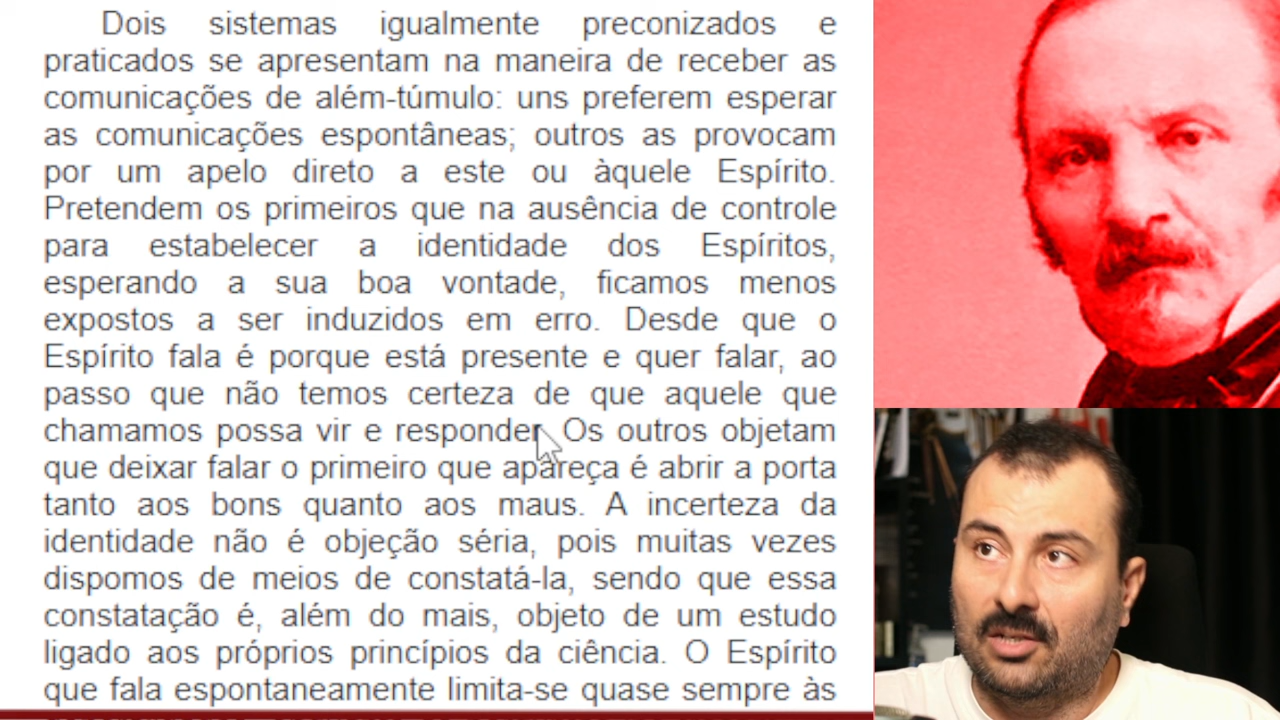 Dois sistemas igualmente preconizados e
praticados se apresentam na maneira de receber as
comunicações de além-túmulo: uns preferem esperar
as comunicações espontâneas; outros as provocam
por um apelo direto a este ou àquele Espírito.
Pretendem os primeiros que na ausência de controle
para estabelecer a identidade dos Espíritos,
esperando a sua boa vontade, ficamos menos
expostos a ser induzidos em erro. Desde que o
Espírito fala é porque está presente e quer falar, ao
passo que não temos certeza de que aquele que
chamamos possa vir e responder. Os outros objetam
que deixar falar o primeiro que apareça é abrir a porta
tanto aos bons quanto aos maus. A incerteza da
identidade não é objeção séria, pois muitas vezes
dispomos de meios de constatá-la, sendo que essa
constatação é, além do mais, objeto de um estudo
ligado aos próprios princípios da ciência. O Espírito
que fala espontaneamente limita-se quase sempre às